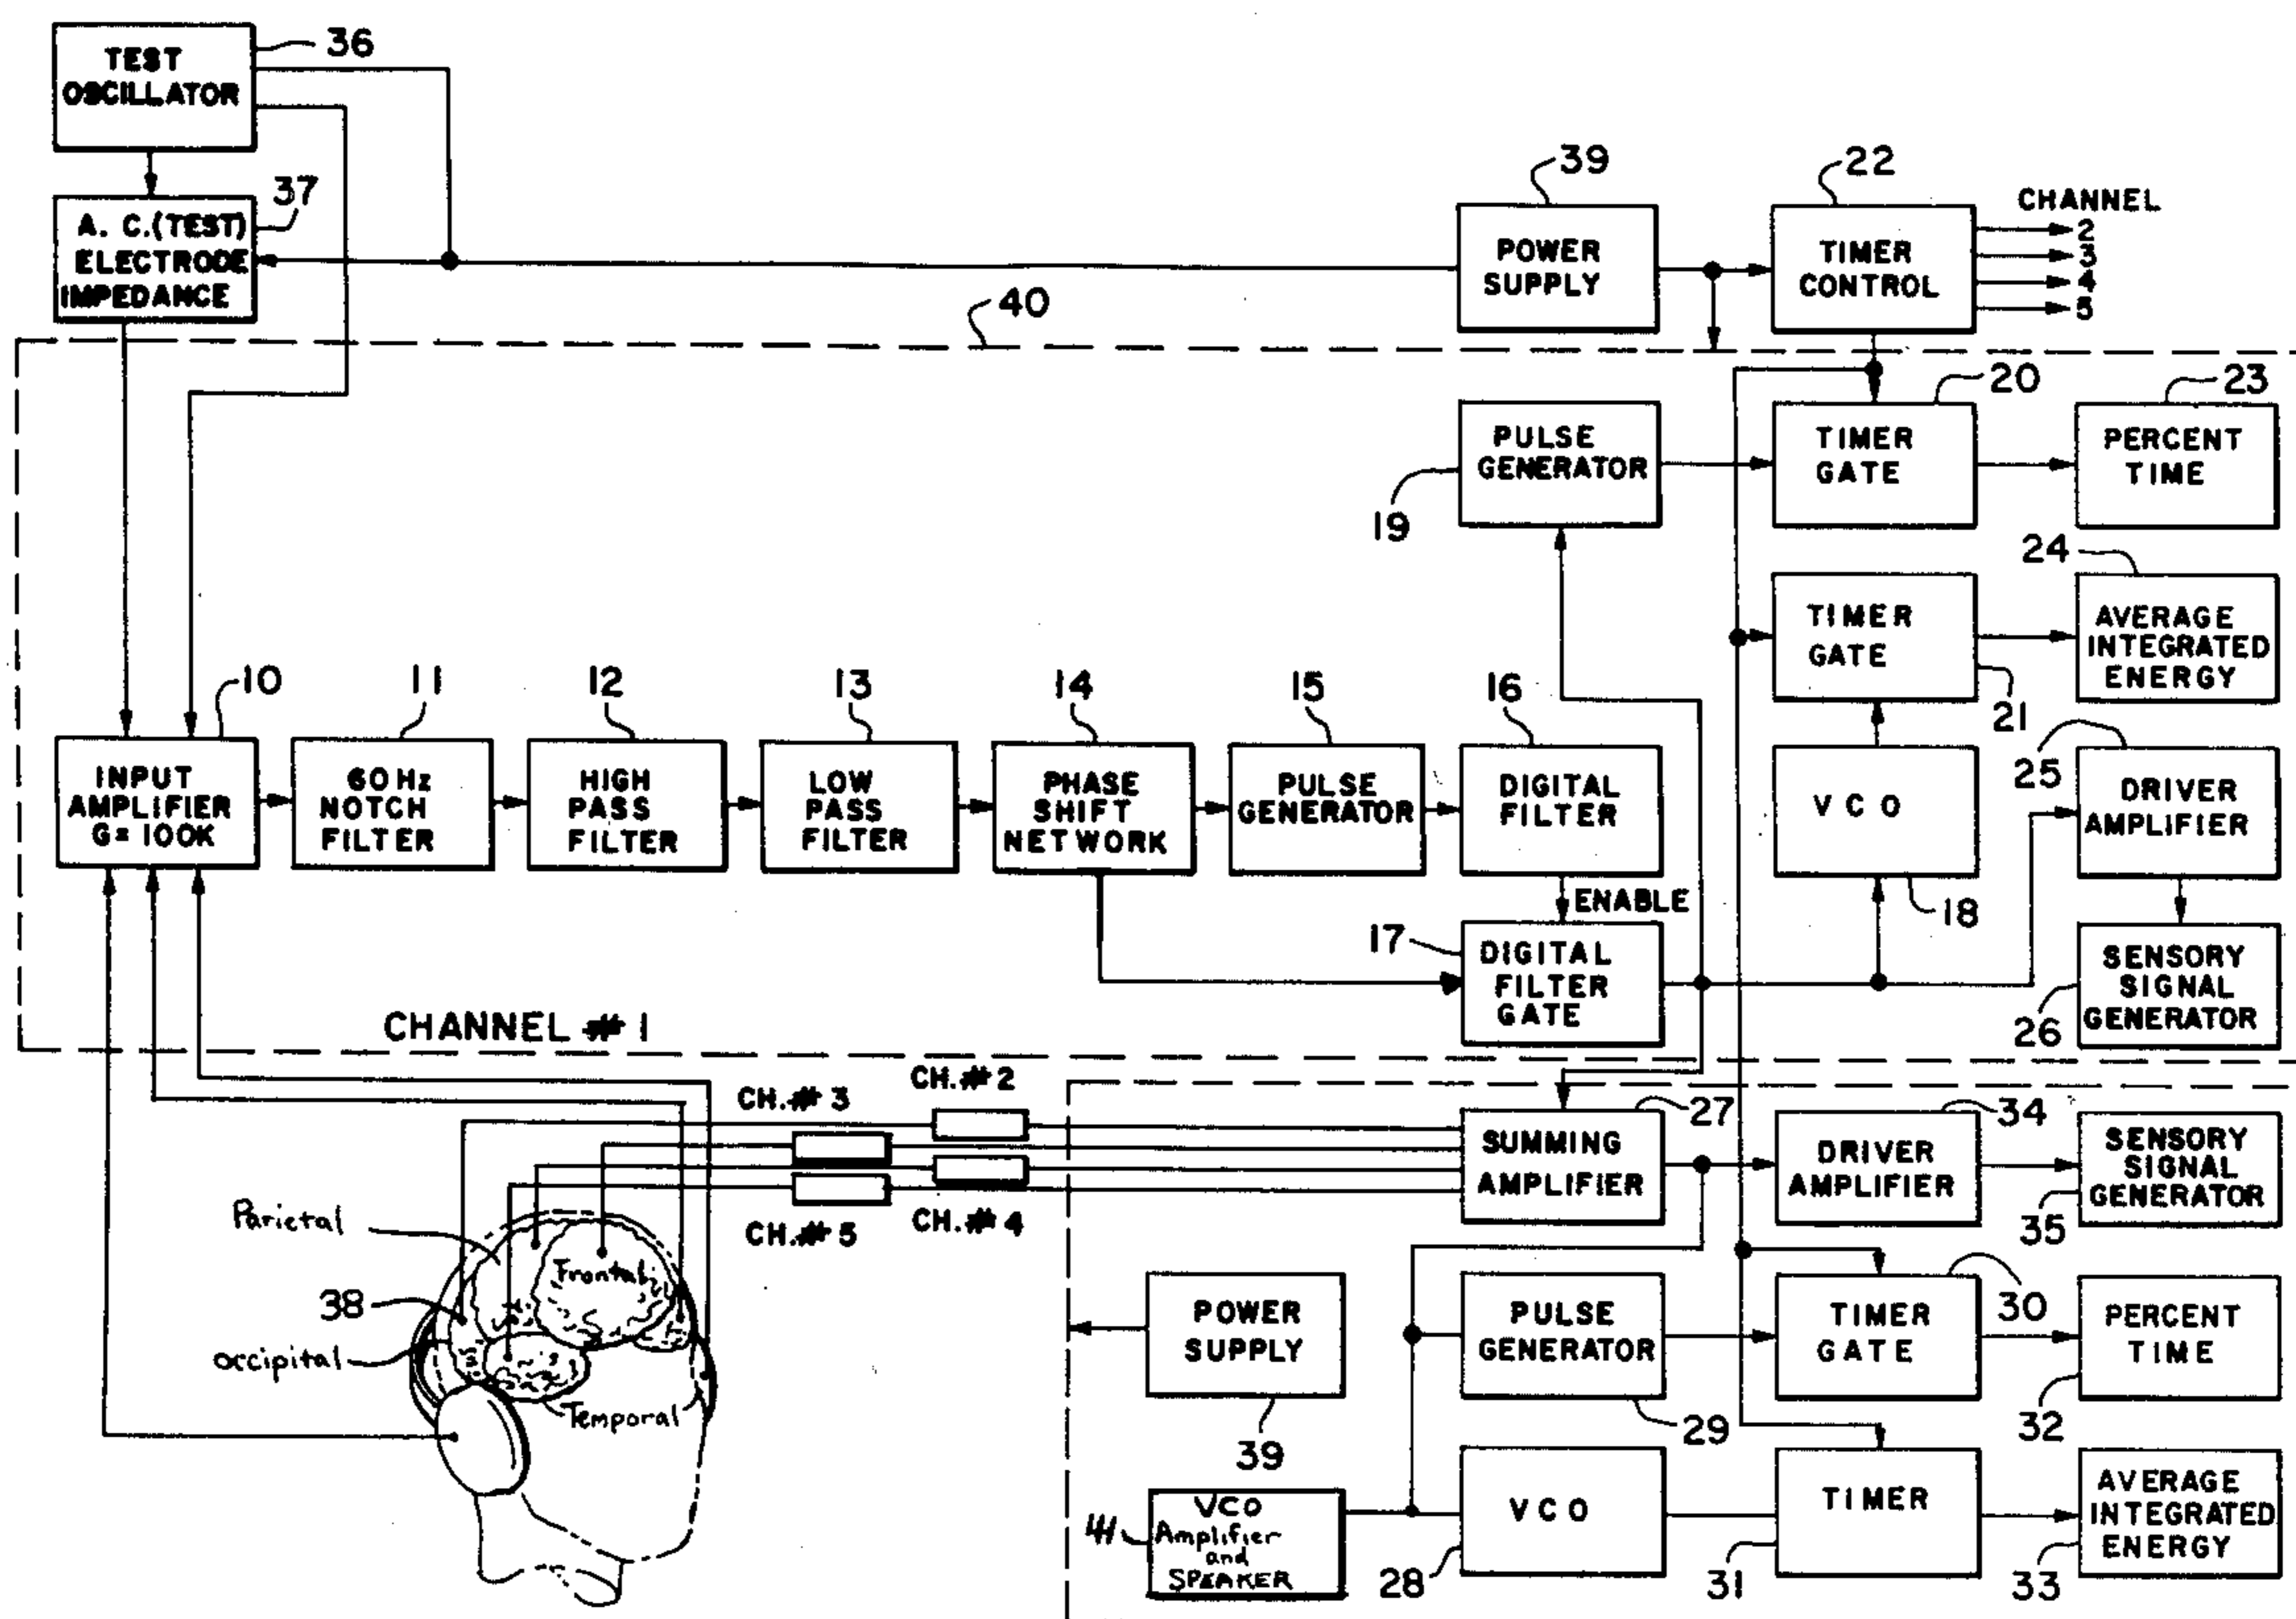 36
TEST
OSCILLATOR
37
A. C. (TEST)
ELECTRODE
IMPEDANCE
39
POWER
SUPPLY
22
TIMER
CONTROL
CHANNEL
2
3
4
5
40
19
PULSE
GENERATOR
20
TIMER
GATE
23
PERCENT
TIME
24
TIMER
GATE
21
AVERAGE
INTEGRATED
ENERGY
10
INPUT
AMPLIFIER
G= 100K
11
60 Hz
NOTCH
FILTER
12
HIGH
PASS
FILTER
13
LOW
PASS
FILTER
14
PHASE
SHIFT
NETWORK
15
PULSE
GENERATOR
16
DIGITAL
FILTER
VCO
18
25
DRIVER
AMPLIFIER
ENABLE
17
DIGITAL
FILTER
GATE
26
SENSORY
SIGNAL
GENERATOR
CHANNEL # 1
CH. # 2
CH. # 3
CH. # 4
CH. # 5
27
SUMMING
AMPLIFIER
34
DRIVER
AMPLIFIER
SENSORY
SIGNAL
GENERATOR
35
Parietal
Frontal
38
occipital
Temporal
POWER
SUPPLY
39
PULSE
GENERATOR
29
TIMER
GATE
30
PERCENT
TIME
32
41
VCO
Amplifier
and
SPEAKER
VCO
28
TIMER
31
AVERAGE
INTEGRATED
ENERGY
33